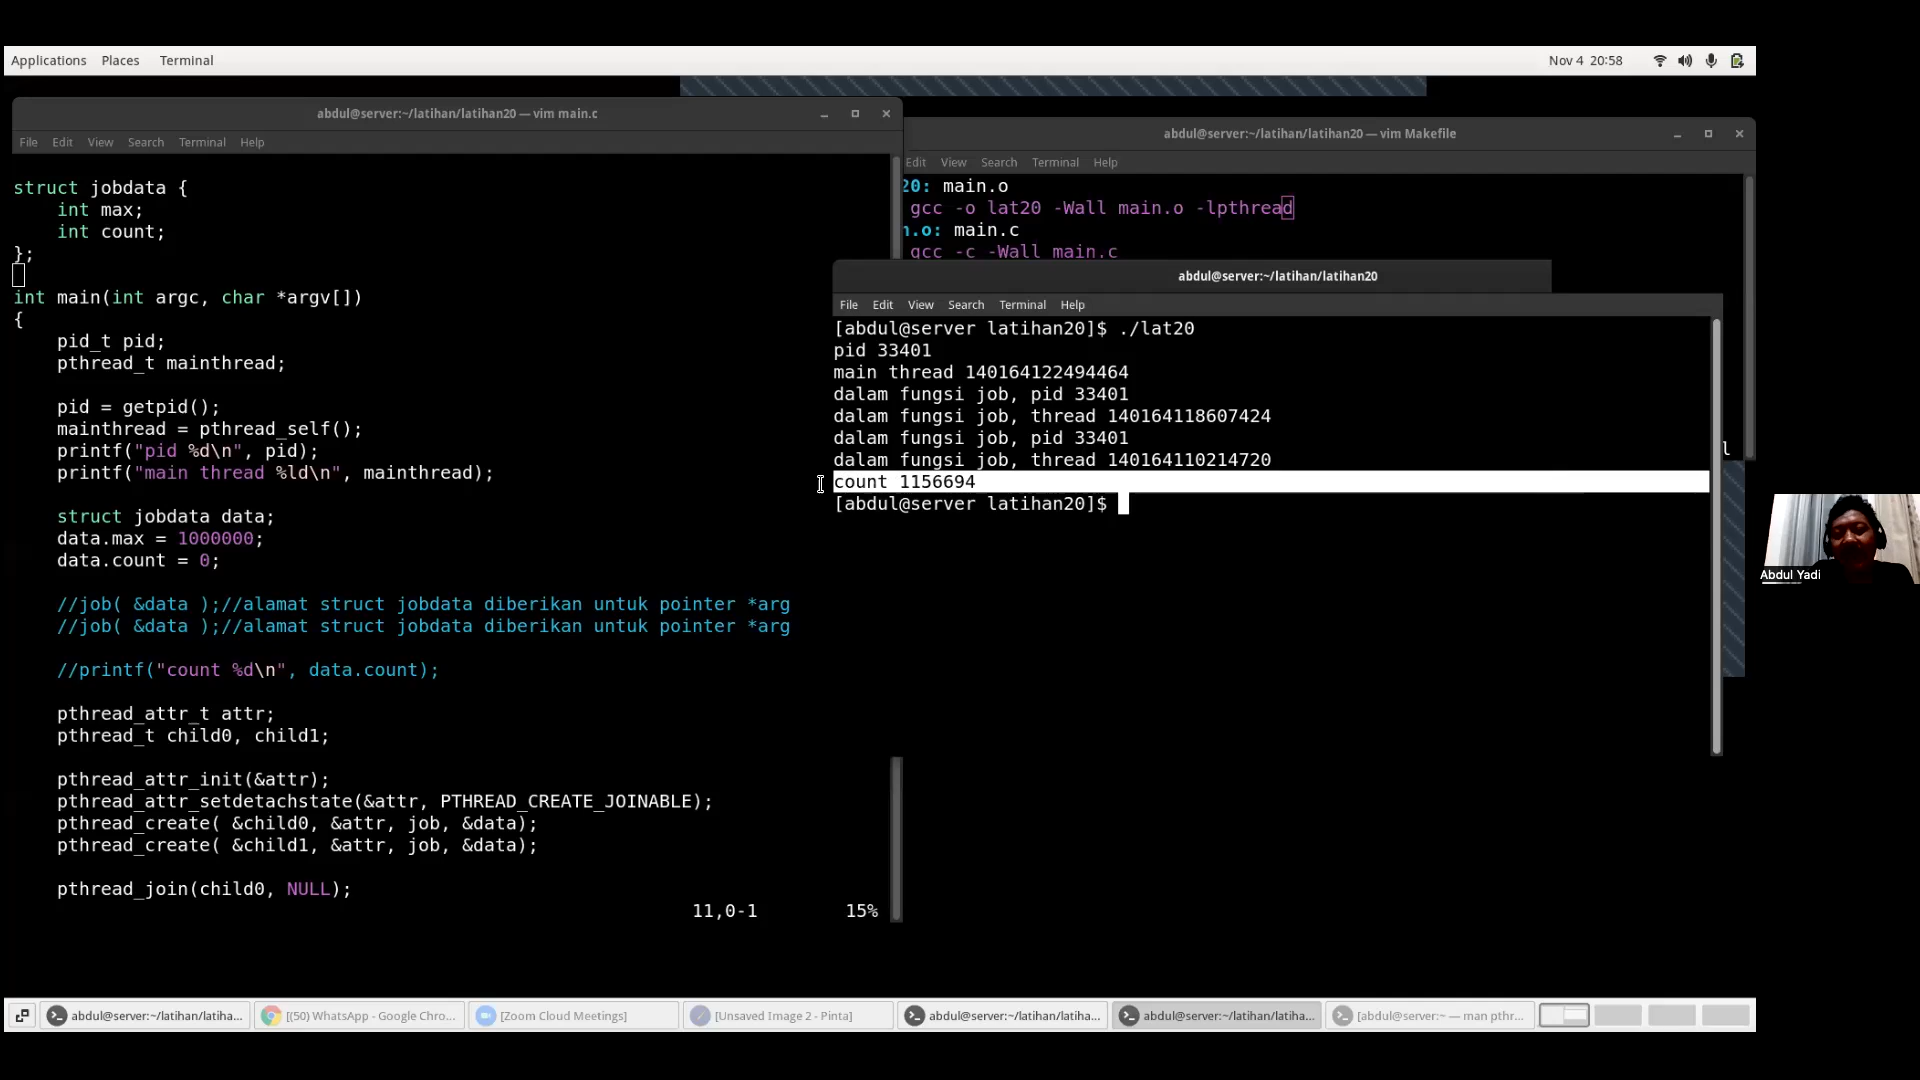 Applications Places Terminal
Nov 4 20:58
abdul@server:~/latihan/latihan20 — vim main.c
File Edit View Search Terminal Help
struct jobdata {
    int max;
    int count;
};
int main(int argc, char *argv[])
{
    pid_t pid;
    pthread_t mainthread;
    pid = getpid();
    mainthread = pthread_self();
    printf("pid %d\n", pid);
    printf("main thread %ld\n", mainthread);
    struct jobdata data;
    data.max = 1000000;
    data.count = 0;
    //job( &data );//alamat struct jobdata diberikan untuk pointer *arg
    //job( &data );//alamat struct jobdata diberikan untuk pointer *arg
    //printf("count %d\n", data.count);
    pthread_attr_t attr;
    pthread_t child0, child1;
    pthread_attr_init(&attr);
    pthread_attr_setdetachstate(&attr, PTHREAD_CREATE_JOINABLE);
    pthread_create( &child0, &attr, job, &data);
    pthread_create( &child1, &attr, job, &data);
    pthread_join(child0, NULL);
11,0-1 15%
abdul@server:~/latihan/latihan20 — vim Makefile
Edit View Search Terminal Help
20: main.o
gcc -o lat20 -Wall main.o -lpthread
n.o: main.c
gcc -c -Wall main.c
l
abdul@server:~/latihan/latihan20
File Edit View Search Terminal Help
[abdul@server latihan20]$ ./lat20
pid 33401
main thread 140164122494464
dalam fungsi job, pid 33401
dalam fungsi job, thread 140164118607424
dalam fungsi job, pid 33401
dalam fungsi job, thread 140164110214720
count 1156694
[abdul@server latihan20]$
Abdul Yadi
abdul@server:~/latihan/latiha...
[(50) WhatsApp - Google Chro...
[Zoom Cloud Meetings]
[Unsaved Image 2 - Pinta]
abdul@server:~/latihan/latiha...
abdul@server:~/latihan/latiha...
[abdul@server:~ — man pthr...